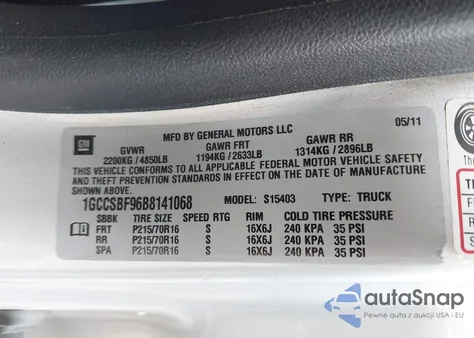 05/11
MFD BY GENERAL MOTORS LLC
GM
GVWR GAWR FRT GAWR RR
2200KG/4850LB 1194KG/2633LB 1314KG/2896LB
THIS VEHICLE CONFORMS TO ALL APPLICABLE FEDERAL MOTOR VEHICLE SAFETY
AND THEFT PREVENTION STANDARDS IN EFFECT ON THE DATE OF
MANUFACTURE SHOWN ABOVE.
1GCCSBF96B8141068 MODEL: S15403 TYPE: TRUCK
SBBK TIRE SIZE SPEED RTG RIM COLD TIRE PRESSURE
FRT P215/70R16 S 16X6J 240 KPA 35 PSI
RR P215/70R16 S 16X6J 240 KPA 35 PSI
SPA P215/70R16 S 16X6J 240 KPA 35 PSI
autoSnap
Pewne auta z aukcji USA - EU